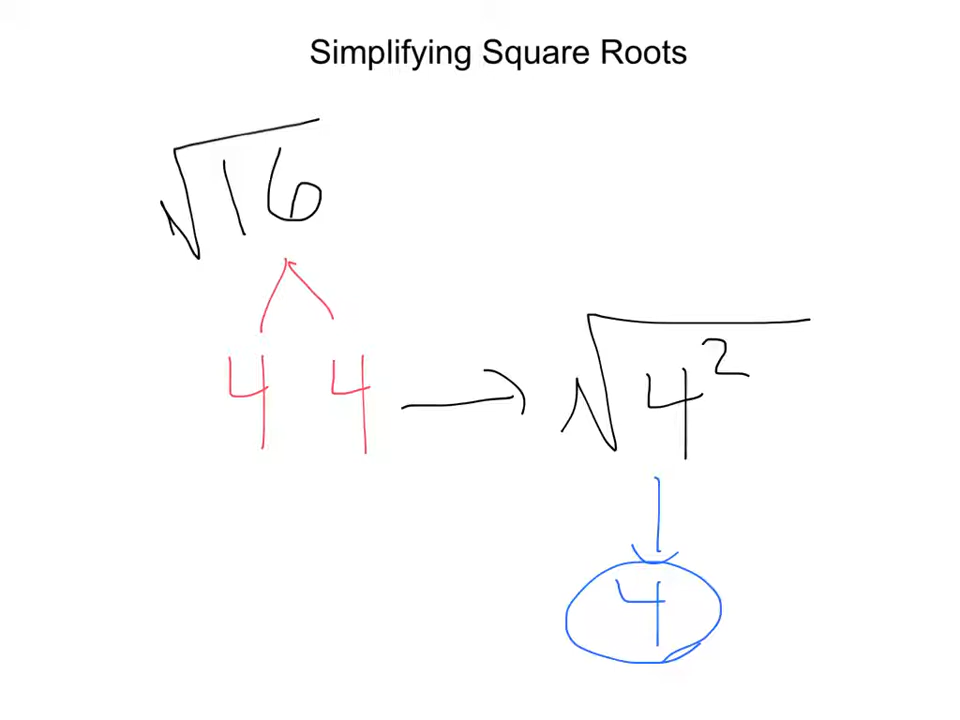 Simplifying Square Roots
√16
4 4 → √4²
4